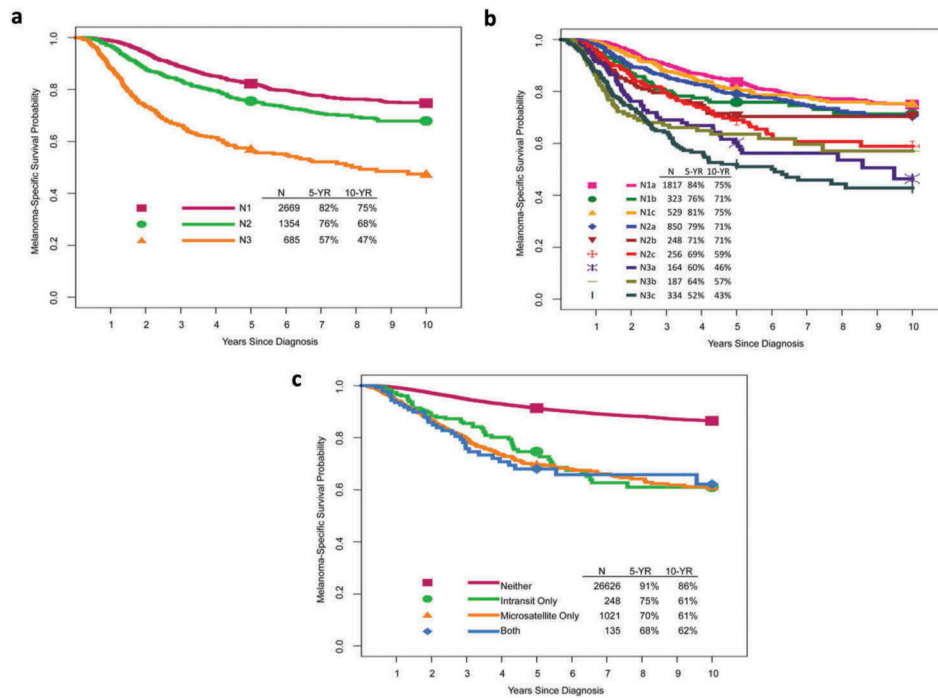 a
Melanoma-Specific Survival Probability
1.0
0.8
0.6
0.4
0.2
0.0
N 5-YR 10-YR
N1 2669 82% 75%
N2 1354 76% 68%
N3 685 57% 47%
1 2 3 4 5 6 7 8 9 10
Years Since Diagnosis
b
Melanoma-Specific Survival Probability
1.0
0.8
0.6
0.4
0.2
0.0
N 5-YR 10-YR
N1a 1817 84% 75%
N1b 323 76% 71%
N1c 529 81% 75%
N2a 850 79% 71%
N2b 248 71% 71%
N2c 256 69% 59%
N3a 164 60% 46%
N3b 187 64% 57%
N3c 334 52% 43%
1 2 3 4 5 6 7 8 9 10
Years Since Diagnosis
c
Melanoma-Specific Survival Probability
1.0
0.8
0.6
0.4
0.2
0.0
N 5-YR 10-YR
Neither 26626 91% 86%
Intransit Only 248 75% 61%
Microsatellite Only 1021 70% 61%
Both 135 68% 62%
1 2 3 4 5 6 7 8 9 10
Years Since Diagnosis